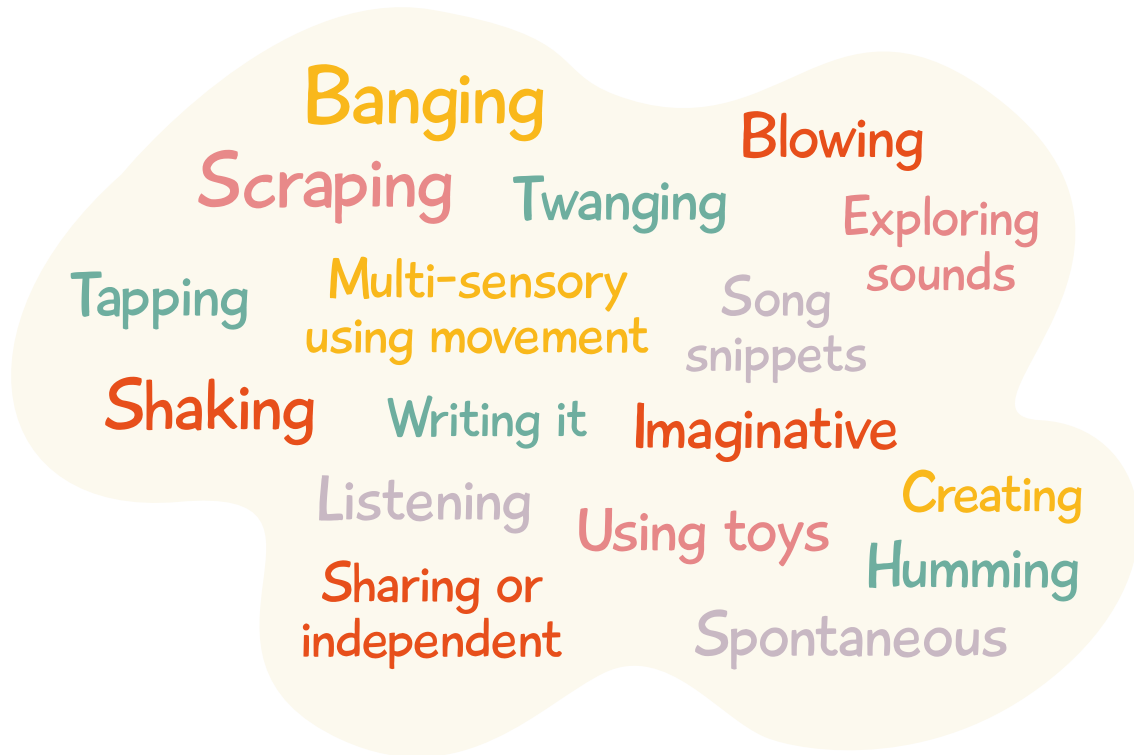 Banging
Blowing
Scraping
Twanging
Exploring
sounds
Tapping
Multi-sensory
using movement
Song
snippets
Shaking
Writing it
Imaginative
Listening
Creating
Using toys
Humming
Sharing or
independent
Spontaneous